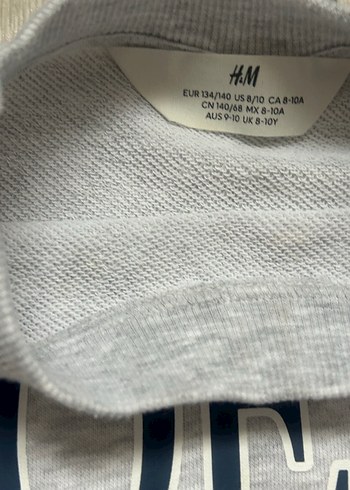 H&M
EUR 134/140 US 8/10 CA 8-10A
CN 140/68 MX 8-10A
AUS 9-10 UK 8-10Y